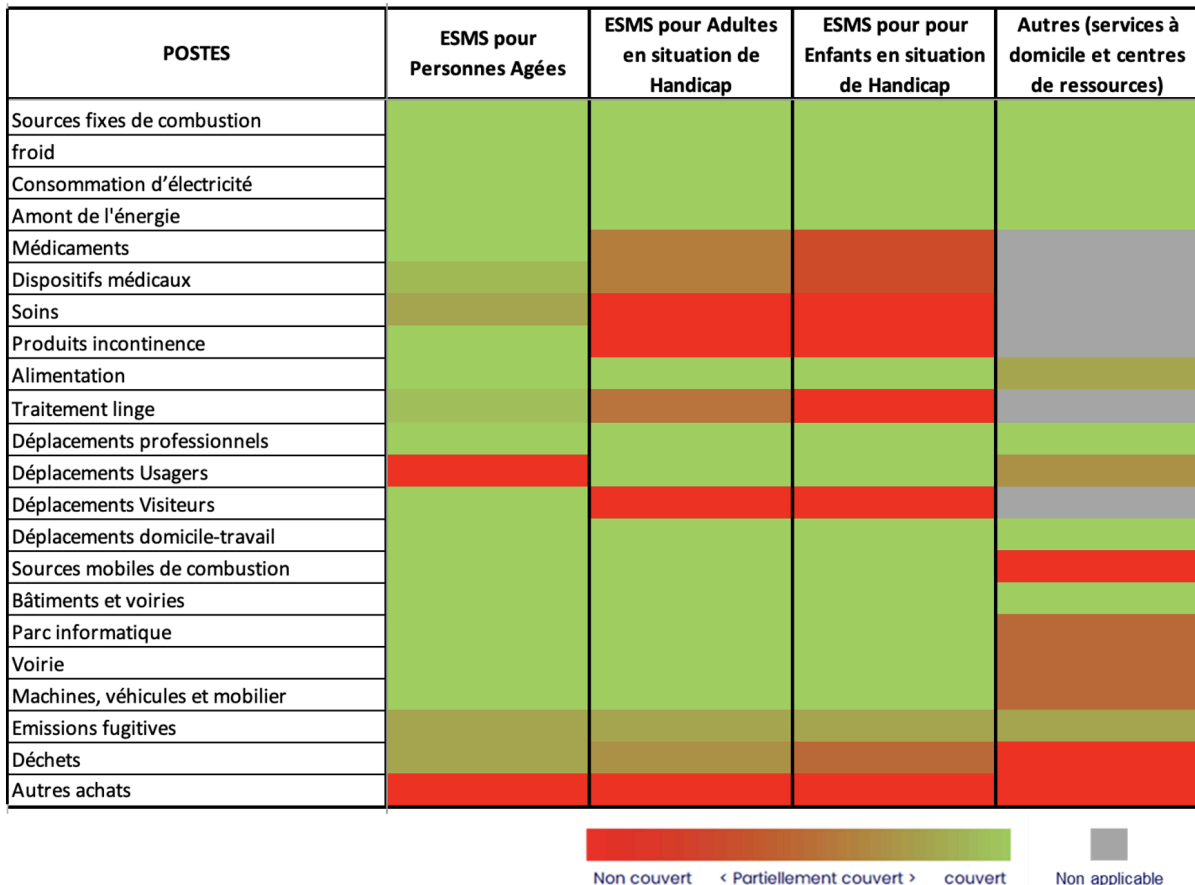 POSTES
ESMS pour
Personnes Agées
ESMS pour Adultes
en situation de
Handicap
ESMS pour pour
Enfants en situation
de Handicap
Autres (services à
domicile et centres
de ressources)
Sources fixes de combustion
froid
Consommation d’électricité
Amont de l'énergie
Médicaments
Dispositifs médicaux
Soins
Produits incontinence
Alimentation
Traitement linge
Déplacements professionnels
Déplacements Usagers
Déplacements Visiteurs
Déplacements domicile-travail
Sources mobiles de combustion
Bâtiments et voiries
Parc informatique
Voirie
Machines, véhicules et mobilier
Emissions fugitives
Déchets
Autres achats
Non couvert < Partiellement couvert > couvert
Non applicable